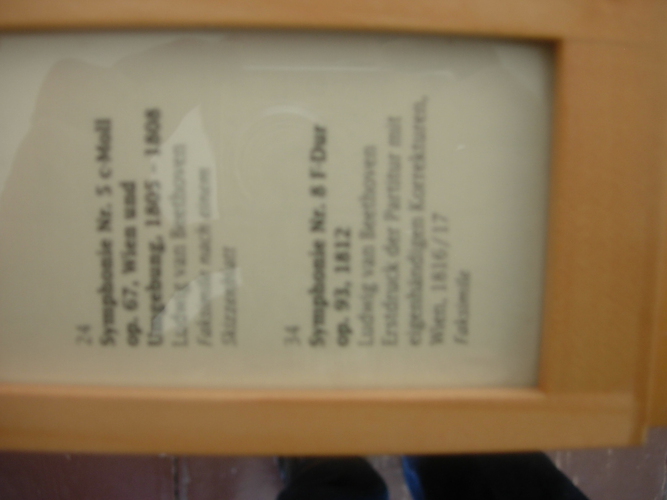 24
Symphonie Nr. 5 c-Moll
op. 67, Wien und
Umgebung, 1805 - 1808
Ludwig van Beethoven
Faksimile nach einem
Skizzenblatt
34
Symphonie Nr. 8 F-Dur
op. 93, 1812
Ludwig van Beethoven
Erstdruck der Partitur mit
eigenhändigen Korrekturen,
Wien, 1816/17
Faksimile